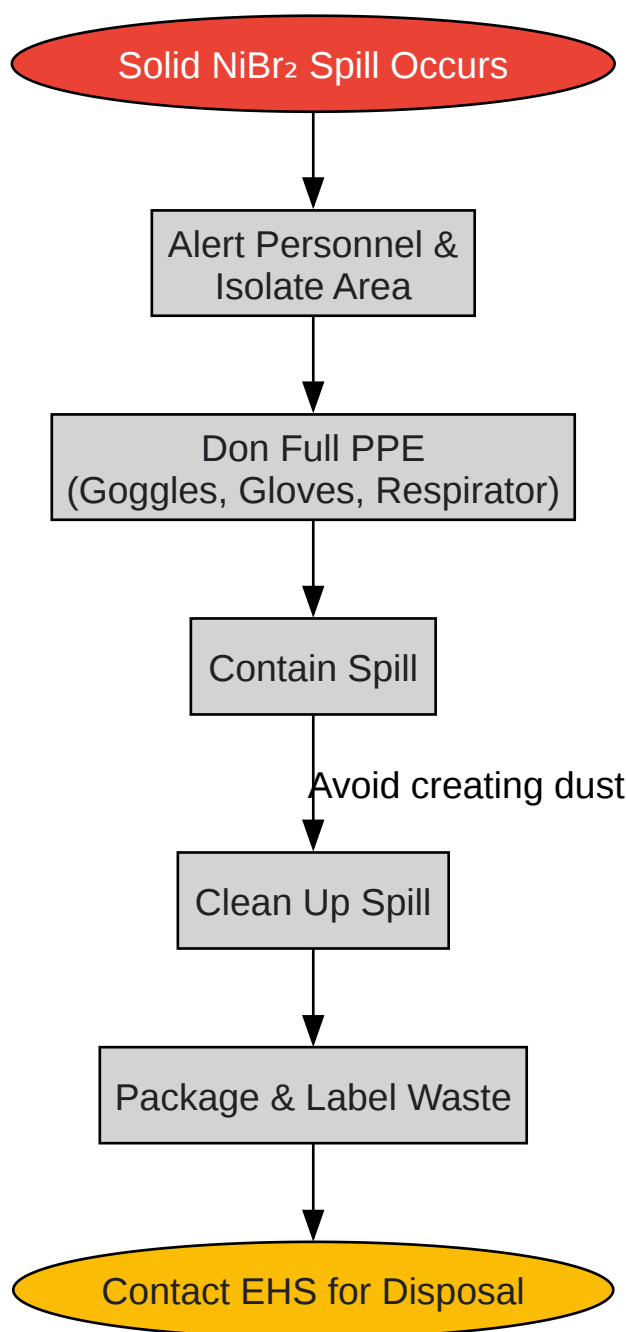 Solid NiBr₂ Spill Occurs
Alert Personnel &
Isolate Area
Don Full PPE
(Goggles, Gloves, Respirator)
Contain Spill
Avoid creating dust
Clean Up Spill
Package & Label Waste
Contact EHS for Disposal